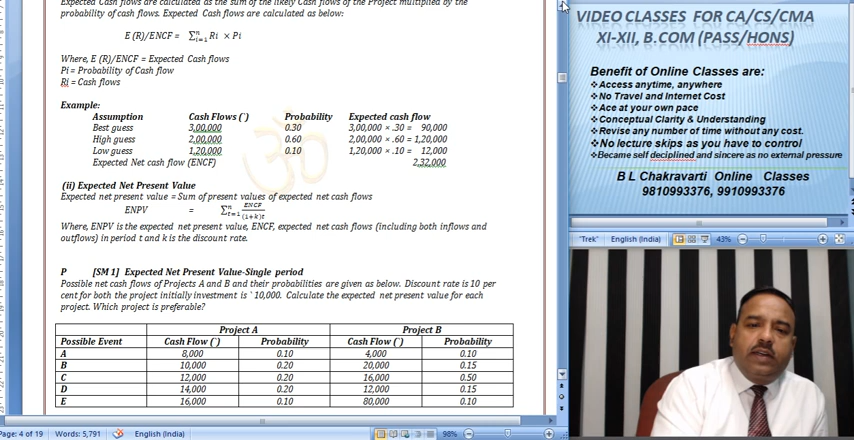 Expected Cash flows are calculated as the sum of the likely Cash flows of the Project multiplied by the
probability of cash flows. Expected Cash flows are calculated as below:
E (R)/ENCF = ∑ⁿᵢ₌₁ Ri × Pi
Where, E (R)/ENCF = Expected Cash flows
Pi = Probability of Cash flow
Ri = Cash flows
Example:
Assumption Cash Flows (`) Probability Expected cash flow
Best guess 3,00,000 0.30 3,00,000 × .30 = 90,000
High guess 2,00,000 0.60 2,00,000 × .60 = 1,20,000
Low guess 1,20,000 0.10 1,20,000 × .10 = 12,000
Expected Net cash flow (ENCF) 2,32,000
(ii) Expected Net Present Value
Expected net present value = Sum of present values of expected net cash flows
ENPV = ∑ⁿₜ₌₁ ENCF/(1+k)t
Where, ENPV is the expected net present value, ENCF, expected net cash flows (including both inflows and
outflows) in period t and k is the discount rate.
P [SM 1] Expected Net Present Value-Single period
Possible net cash flows of Projects A and B and their probabilities are given as below. Discount rate is 10 per
cent for both the project initially investment is ` 10,000. Calculate the expected net present value for each
project. Which project is preferable?
Project A Project B
Possible Event Cash Flow (`) Probability Cash Flow (`) Probability
A 8,000 0.10 4,000 0.10
B 10,000 0.20 20,000 0.15
C 12,000 0.20 16,000 0.50
D 14,000 0.20 12,000 0.15
E 16,000 0.10 80,000 0.10
Page: 4 of 19 Words: 5,791 English (India) 98%
VIDEO CLASSES FOR CA/CS/CMA
XI-XII, B.COM (PASS/HONS)
Benefit of Online Classes are:
❖Access anytime, anywhere
❖No Travel and Internet Cost
❖Ace at your own pace
❖Conceptual Clarity & Understanding
❖Revise any number of time without any cost.
❖No lecture skips as you have to control
❖Became self deciplined and sincere as no external pressure
B L Chakravarti Online Classes
9810993376, 9910993376
"Trek" English (India) 43%